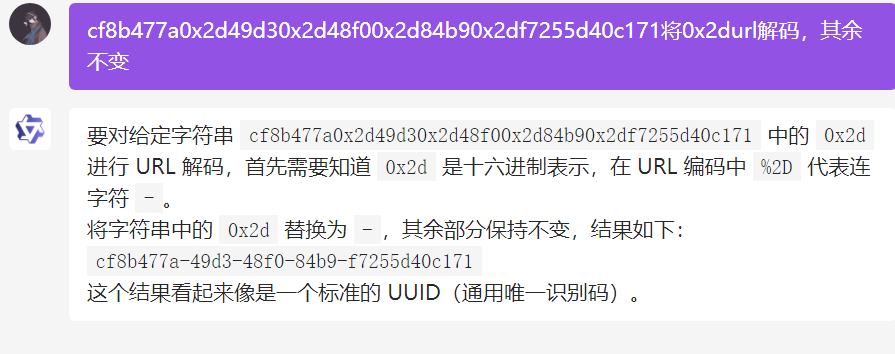 cf8b477a0x2d49d30x2d48f00x2d84b90x2df7255d40c171将0x2durl解码，其余
不变
要对给定字符串 cf8b477a0x2d49d30x2d48f00x2d84b90x2df7255d40c171 中的 0x2d
进行 URL 解码，首先需要知道 0x2d 是十六进制表示，在 URL 编码中 %2D 代表连
字符 - 。
将字符串中的 0x2d 替换为 - ，其余部分保持不变，结果如下：
cf8b477a-49d3-48f0-84b9-f7255d40c171
这个结果看起来像是一个标准的 UUID（通用唯一识别码）。